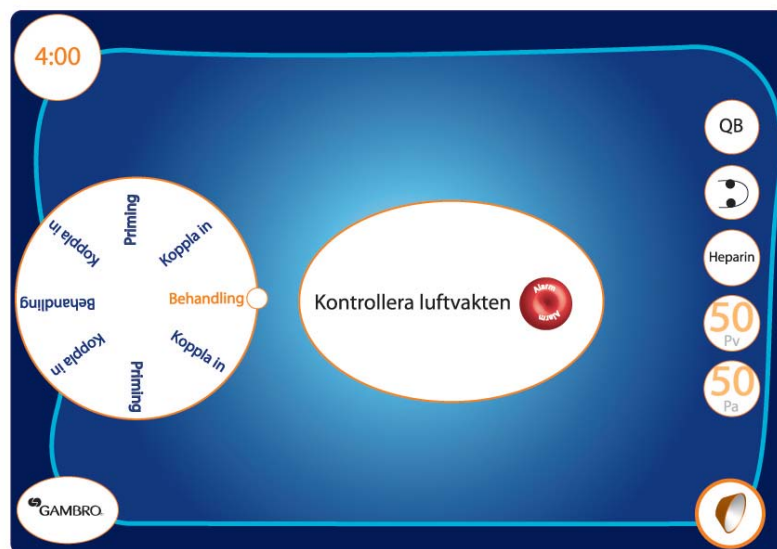 4:00
QB
Priming
Koppla in
Koppla in
Heparin
Behandling
Behandling
Kontrollera luftvakten
Alarm
Alarm
50
Pv
Koppla in
Koppla in
Priming
50
Pa
GAMBRO